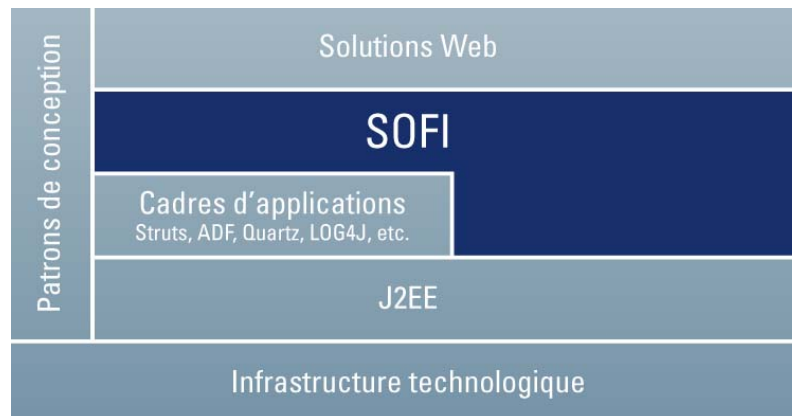 Patrons de conception
Solutions Web
SOFI
Cadres d'applications
Struts, ADF, Quartz, LOG4J, etc.
J2EE
Infrastructure technologique